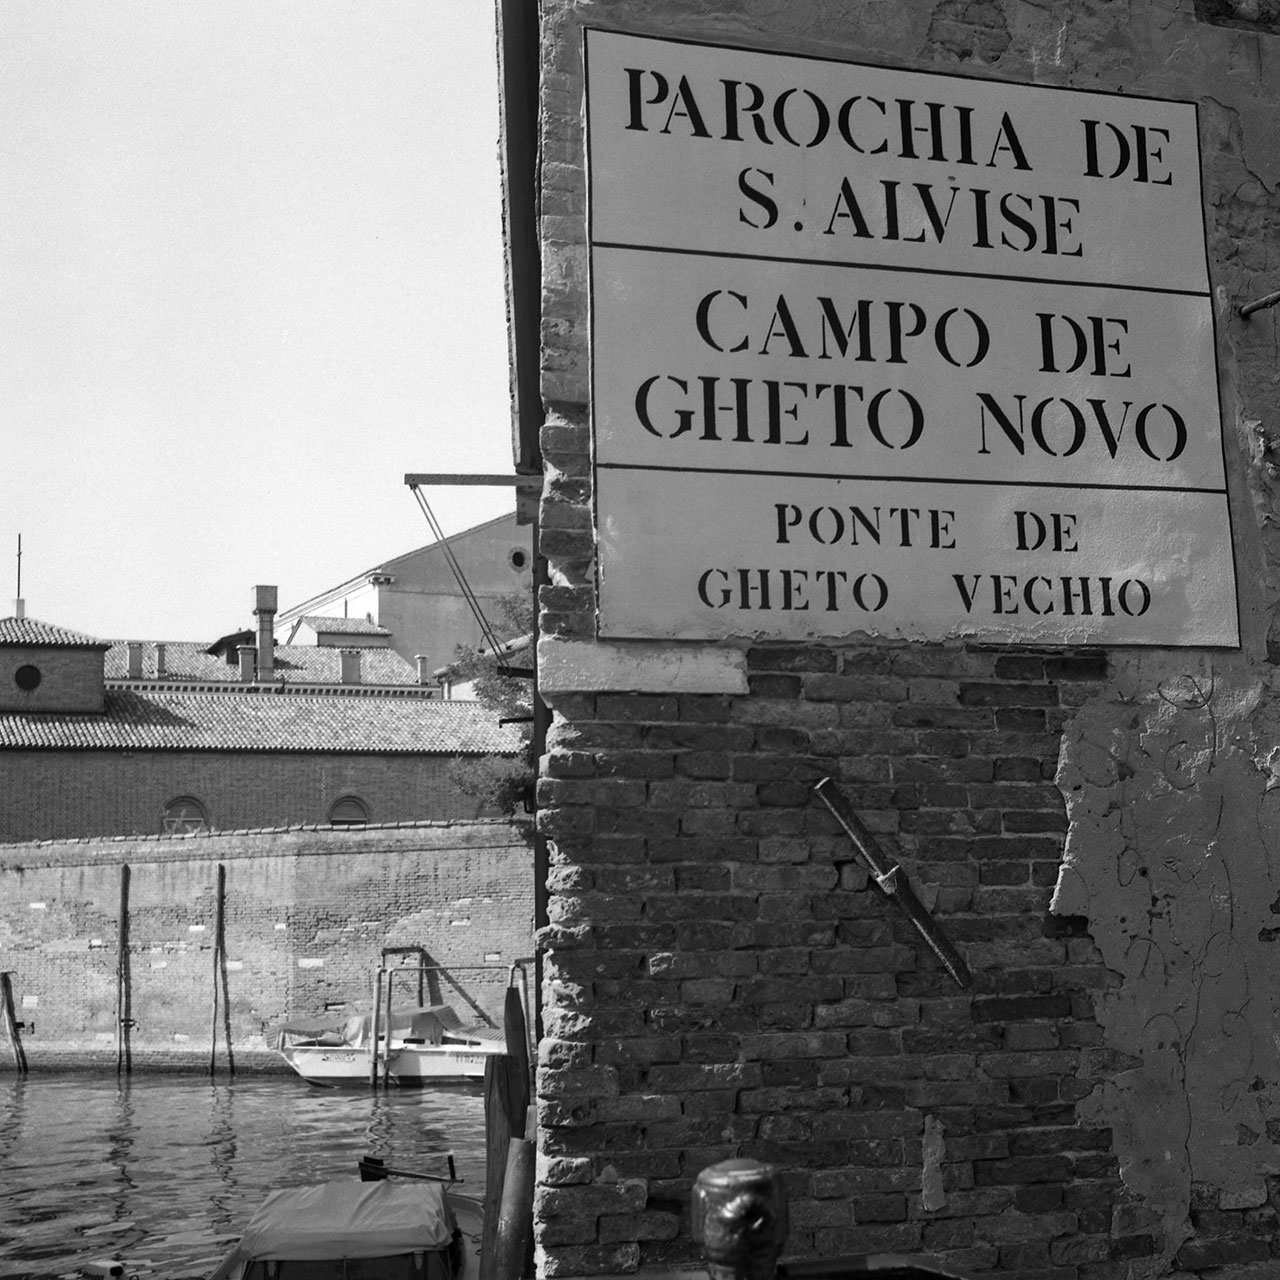 PAROCHIA DE
S. ALVISE
CAMPO DE
GHETO NOVO
PONTE DE
GHETO VECHIO